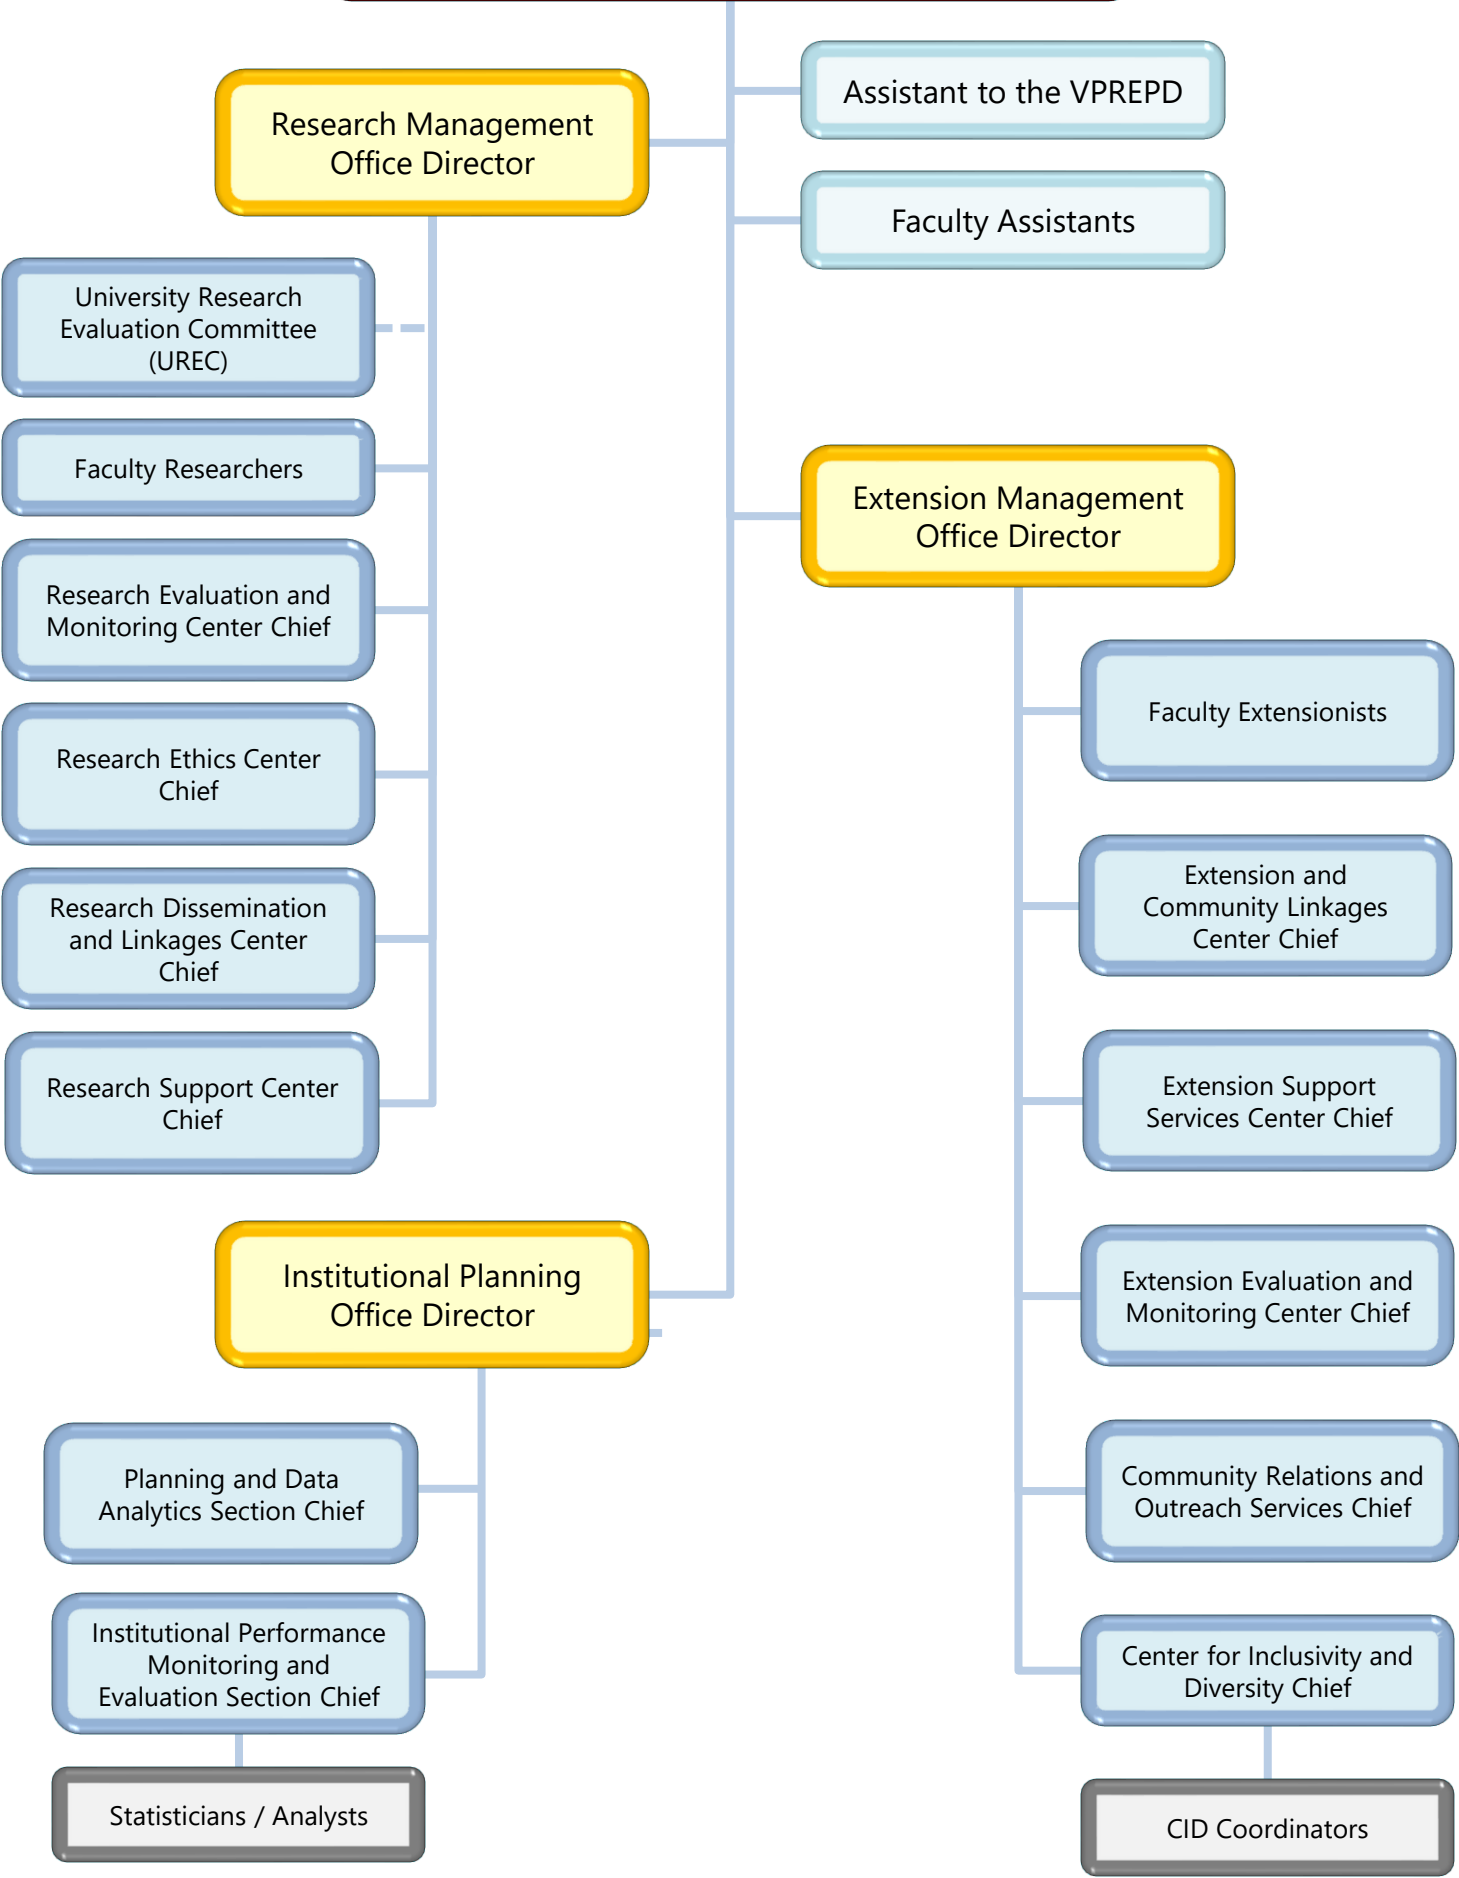 Assistant to the VPREPD
Research Management
Office Director
Faculty Assistants
University Research
Evaluation Committee
(UREC)
Faculty Researchers
Research Evaluation and
Monitoring Center Chief
Research Ethics Center
Chief
Research Dissemination
and Linkages Center
Chief
Research Support Center
Chief
Extension Management
Office Director
Faculty Extensionists
Extension and
Community Linkages
Center Chief
Extension Support
Services Center Chief
Extension Evaluation and
Monitoring Center Chief
Community Relations and
Outreach Services Chief
Center for Inclusivity and
Diversity Chief
CID Coordinators
Institutional Planning
Office Director
Planning and Data
Analytics Section Chief
Institutional Performance
Monitoring and
Evaluation Section Chief
Statisticians / Analysts